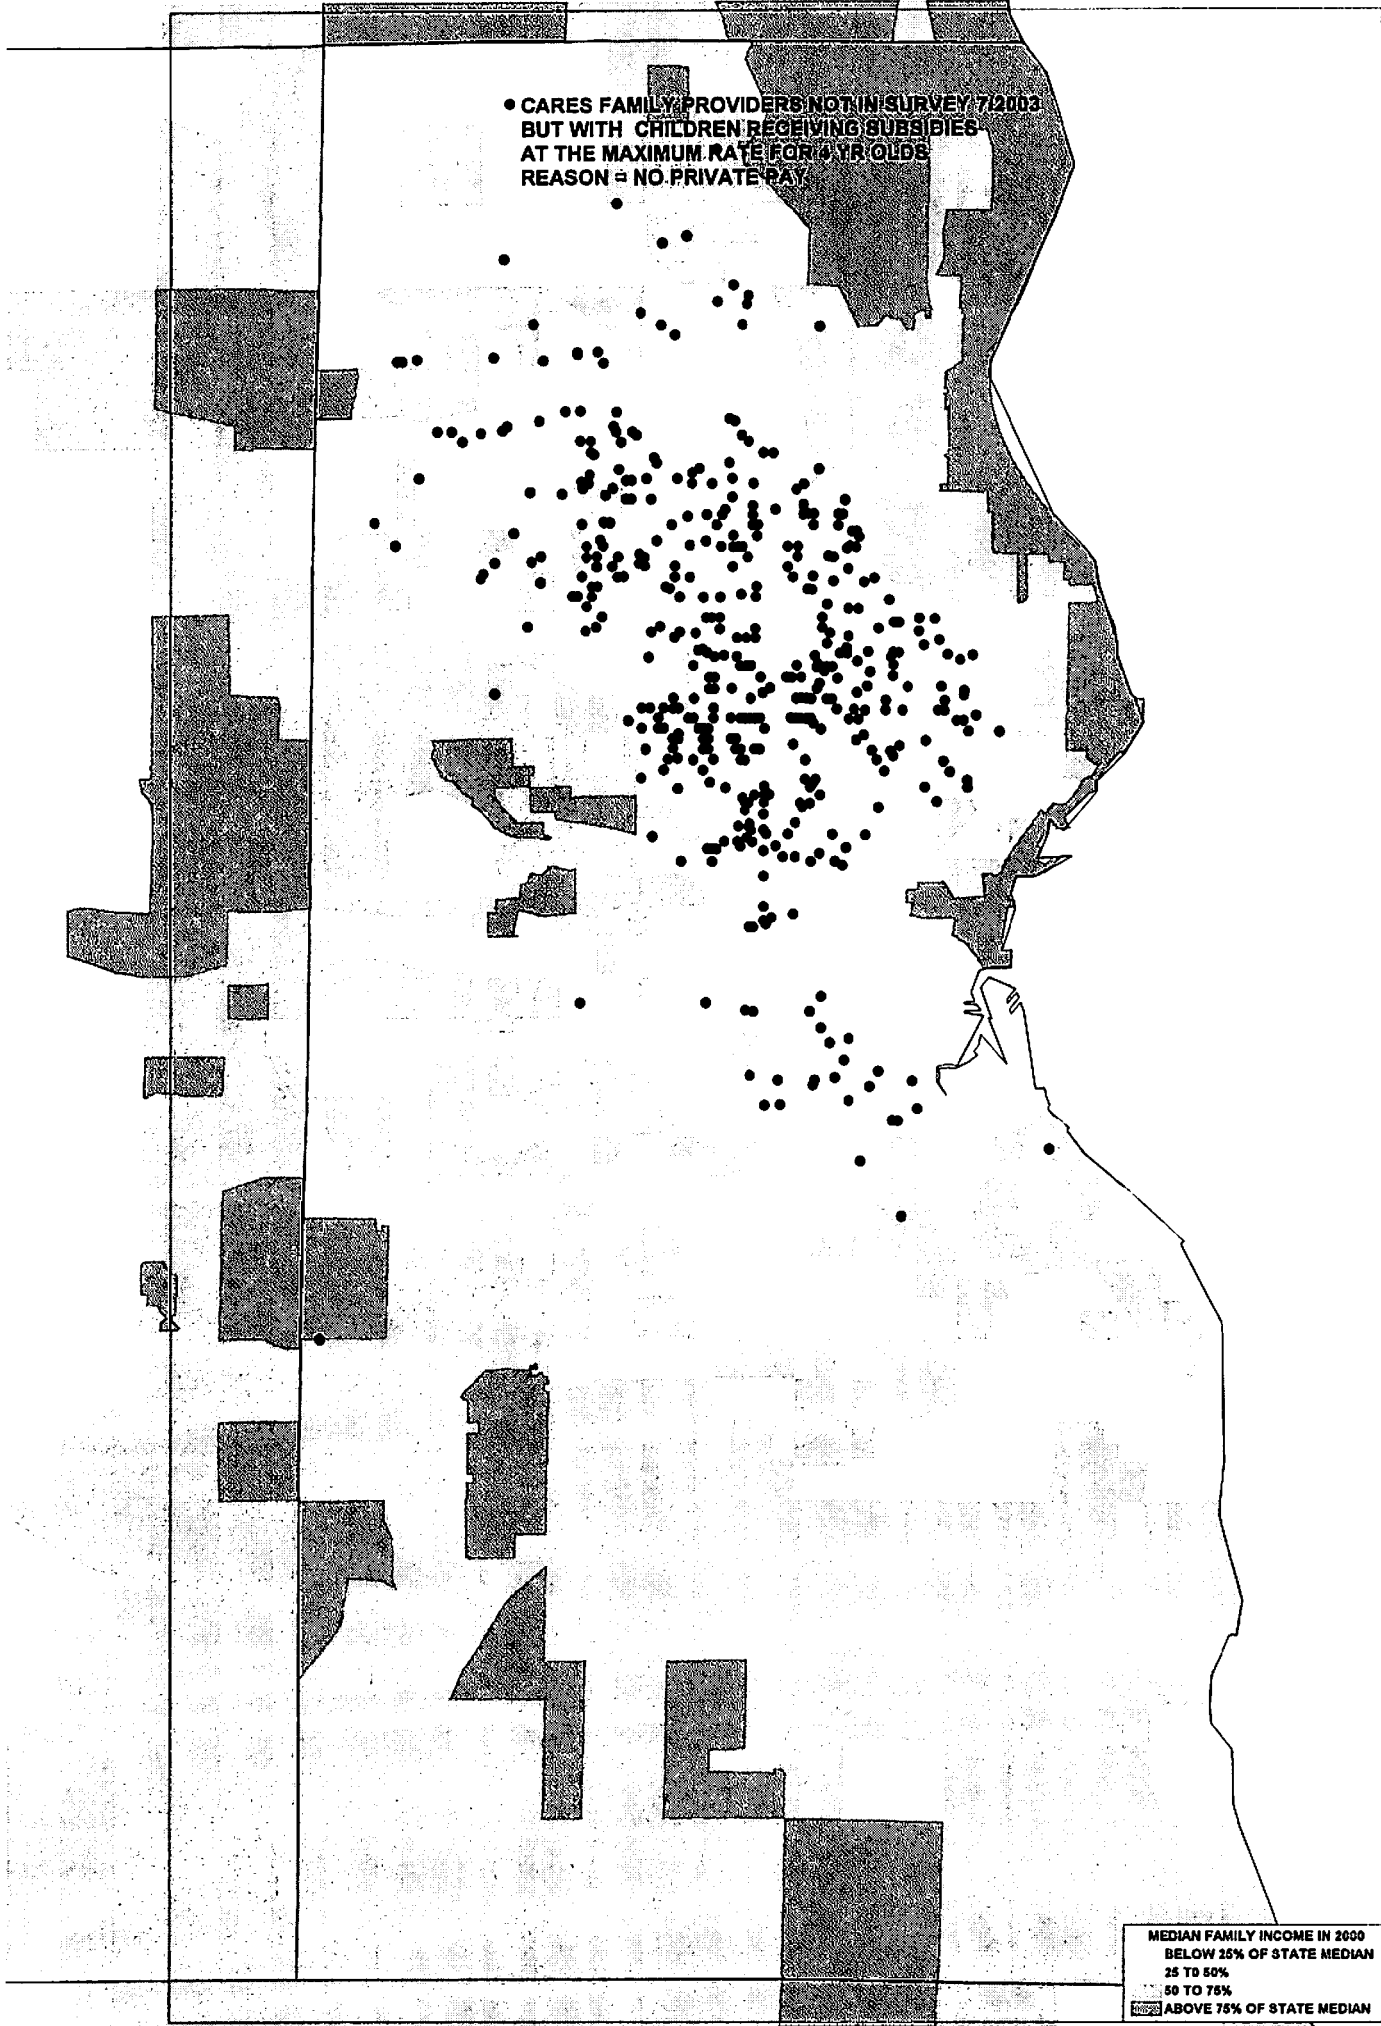 • CARES FAMILY PROVIDERS NOT IN SURVEY 7/2003
BUT WITH CHILDREN RECEIVING SUBSIDIES
AT THE MAXIMUM RATE FOR 4 YR OLDS
REASON = NO PRIVATE PAY
MEDIAN FAMILY INCOME IN 2000
BELOW 25% OF STATE MEDIAN
25 TO 50%
50 TO 75%
ABOVE 75% OF STATE MEDIAN